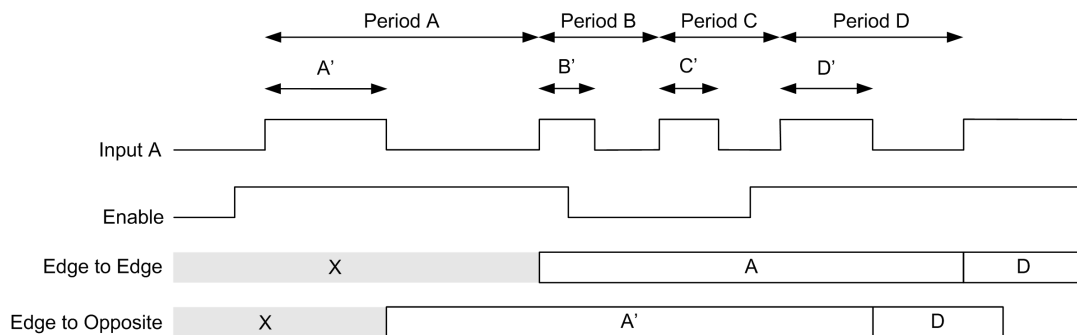 Period A Period B Period C Period D
A’ B’ C’ D’
Input A
Enable
Edge to Edge X A D
Edge to Opposite X A’ D